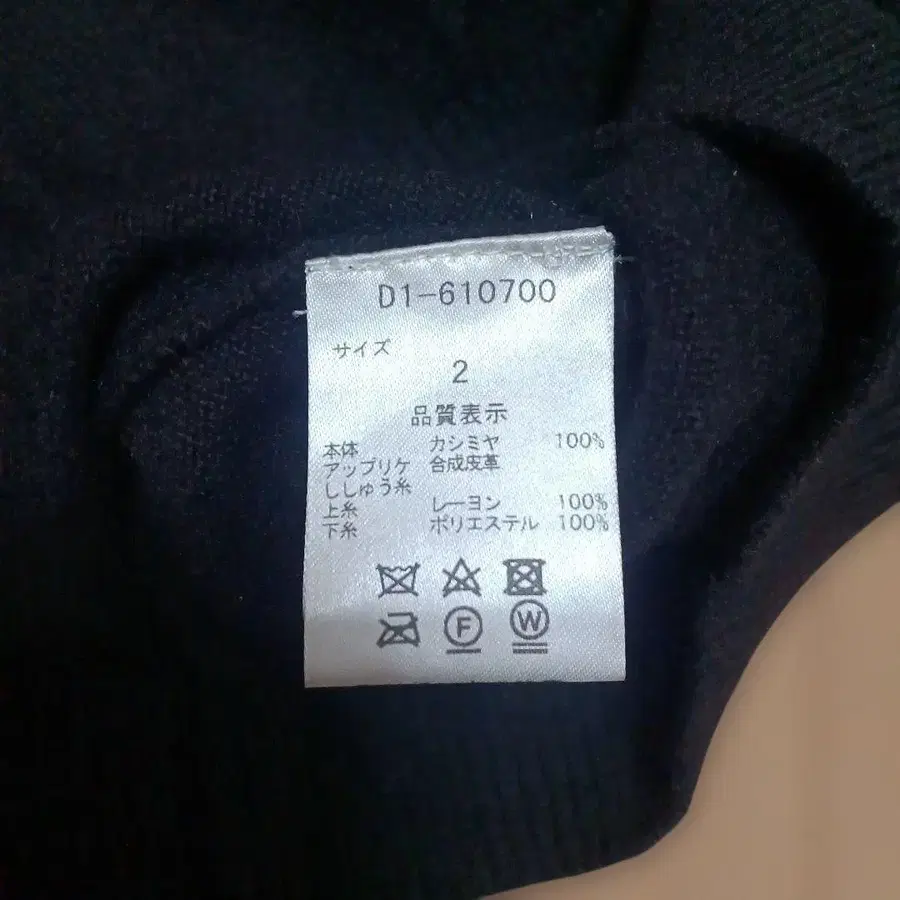 D1-610700
サイズ
2
品質表示
本体 カシミヤ 100%
アップリケ 合成皮革
ししゅう糸
上糸 レーヨン 100%
下糸 ポリエステル 100%
F W